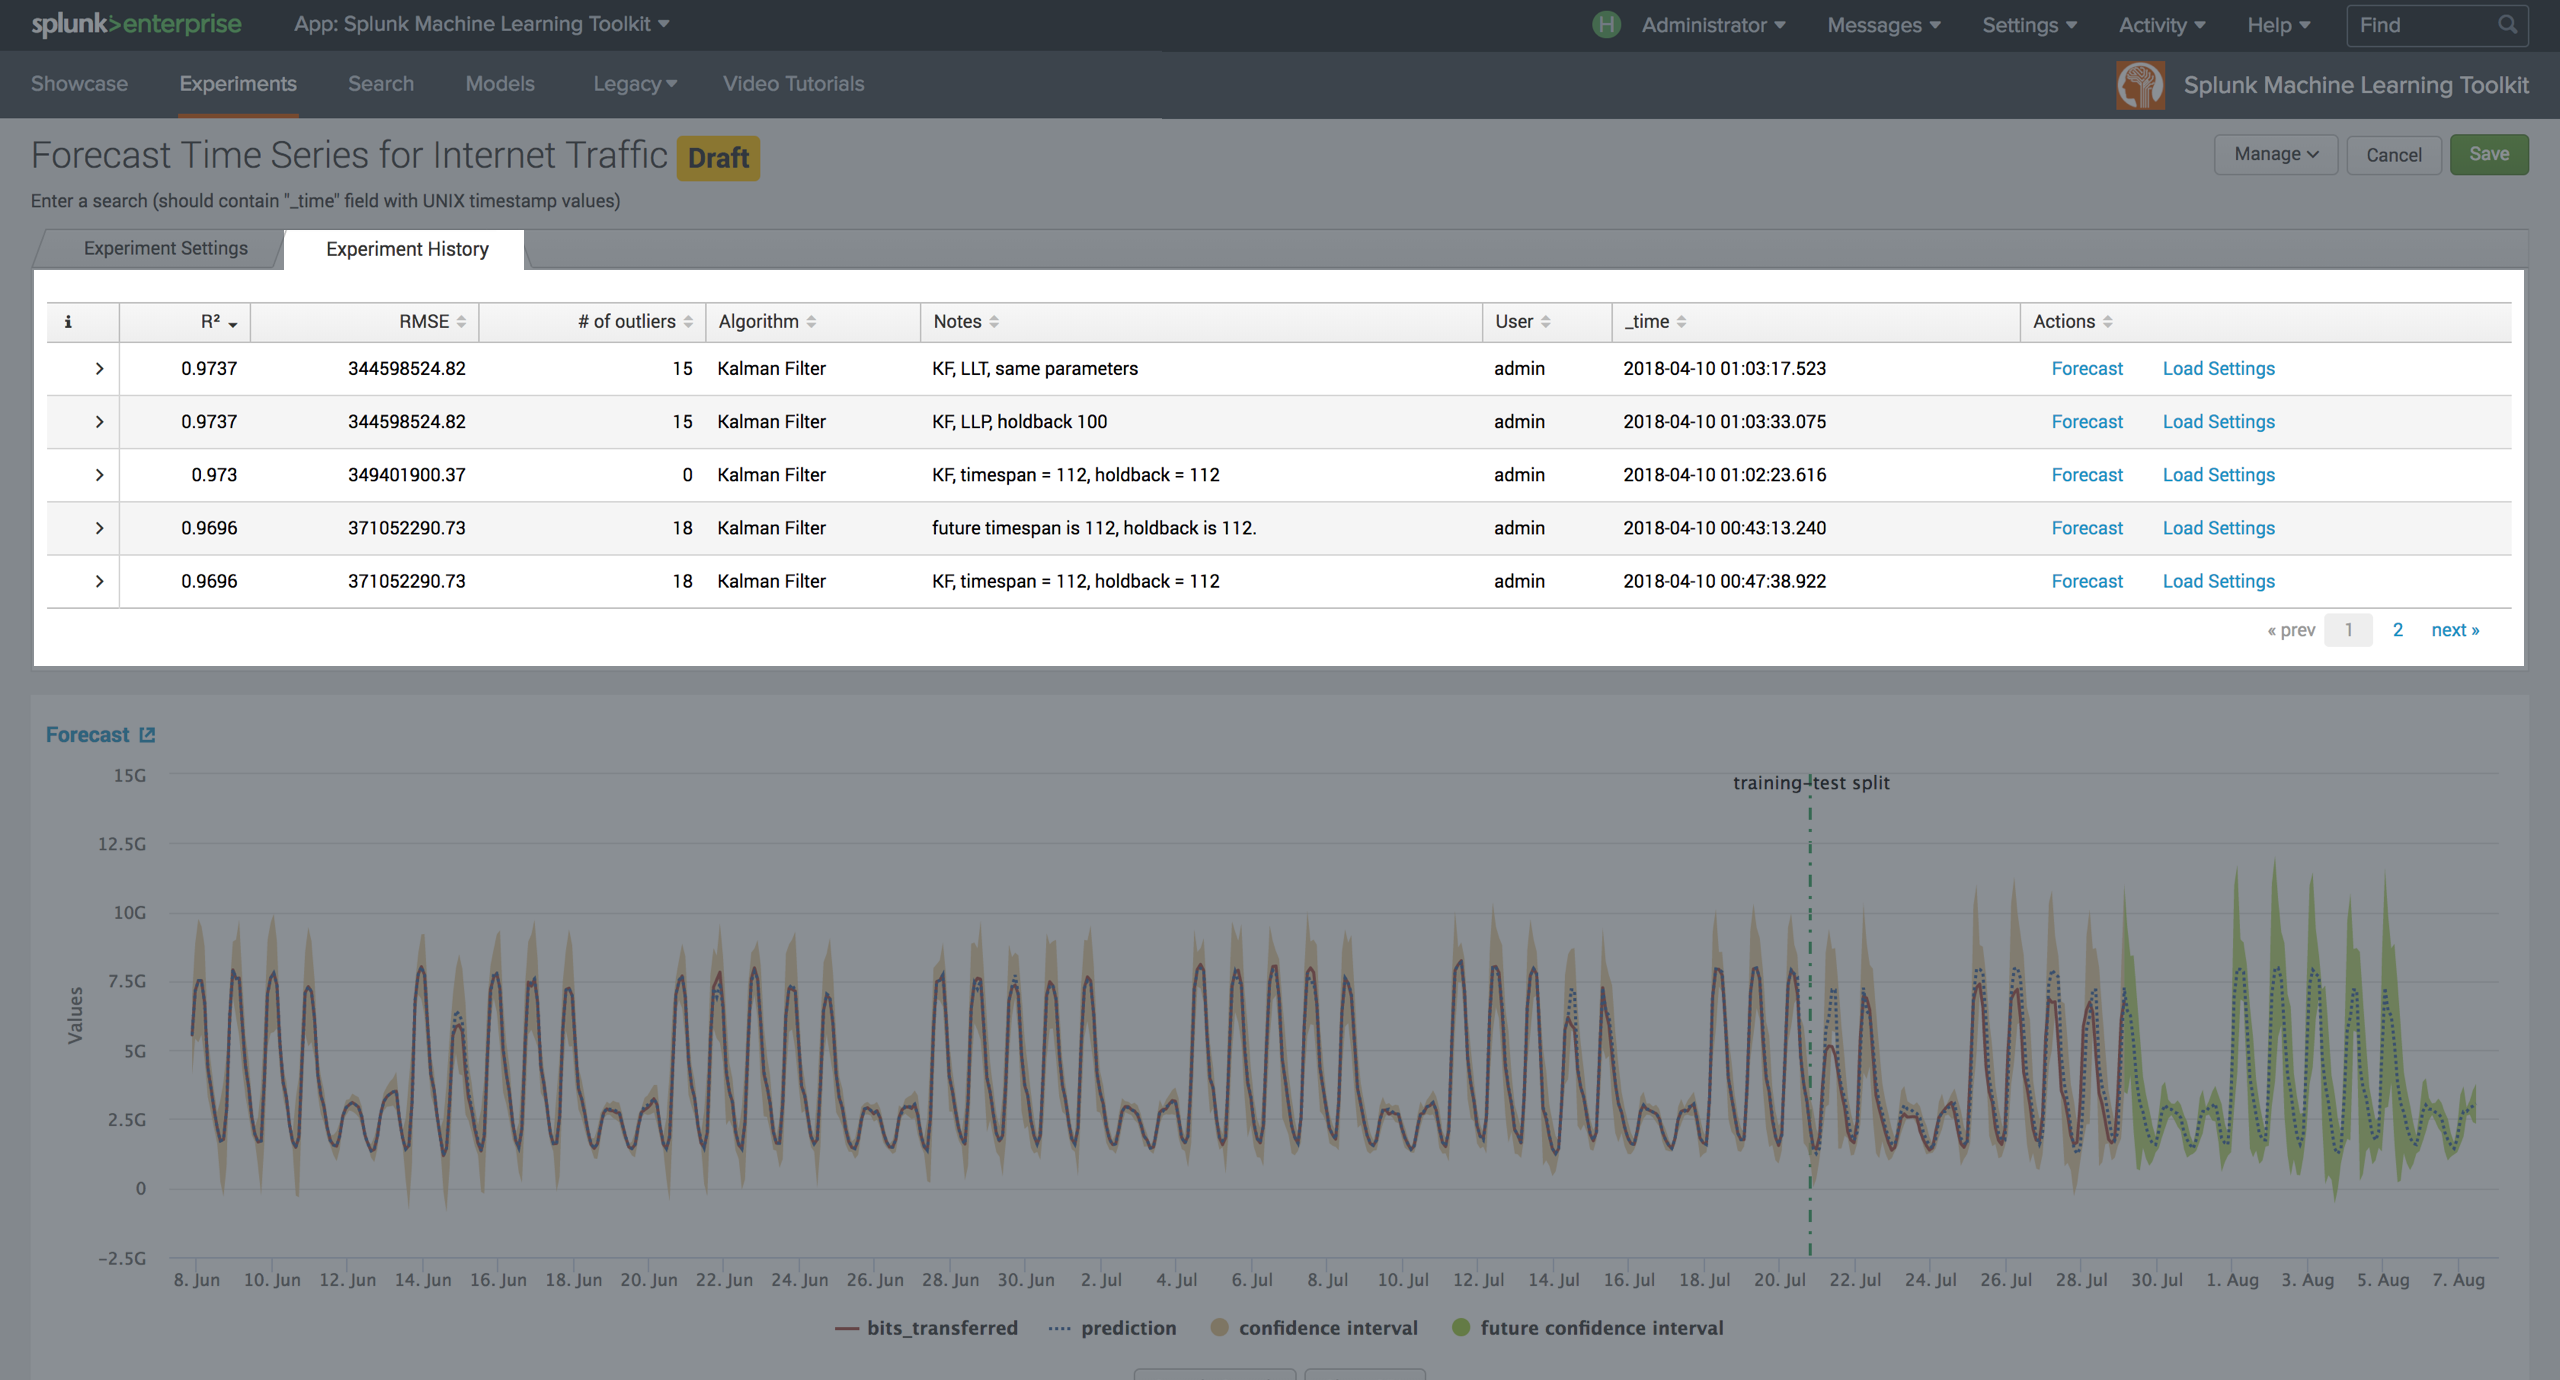 splunk>enterprise App: Splunk Machine Learning Toolkit H Administrator Messages Settings Activity Help Find
Showcase Experiments Search Models Legacy Video Tutorials Splunk Machine Learning Toolkit
Forecast Time Series for Internet Traffic Draft Manage Cancel Save
Enter a search (should contain "_time" field with UNIX timestamp values)
Experiment Settings Experiment History
i R² RMSE # of outliers Algorithm Notes User _time Actions
> 0.9737 344598524.82 15 Kalman Filter KF, LLT, same parameters admin 2018-04-10 01:03:17.523 Forecast Load Settings
> 0.9737 344598524.82 15 Kalman Filter KF, LLP, holdback 100 admin 2018-04-10 01:03:33.075 Forecast Load Settings
> 0.973 349401900.37 0 Kalman Filter KF, timespan = 112, holdback = 112 admin 2018-04-10 01:02:23.616 Forecast Load Settings
> 0.9696 371052290.73 18 Kalman Filter future timespan is 112, holdback is 112. admin 2018-04-10 00:43:13.240 Forecast Load Settings
> 0.9696 371052290.73 18 Kalman Filter KF, timespan = 112, holdback = 112 admin 2018-04-10 00:47:38.922 Forecast Load Settings
« prev 1 2 next »
Forecast
15G
training-test split
12.5G
10G
7.5G
Values
5G
2.5G
0
−2.5G
8. Jun 10. Jun 12. Jun 14. Jun 16. Jun 18. Jun 20. Jun 22. Jun 24. Jun 26. Jun 28. Jun 30. Jun 2. Jul 4. Jul 6. Jul 8. Jul 10. Jul 12. Jul 14. Jul 16. Jul 18. Jul 20. Jul 22. Jul 24. Jul 26. Jul 28. Jul 30. Jul 1. Aug 3. Aug 5. Aug 7. Aug
bits_transferred prediction confidence interval future confidence interval